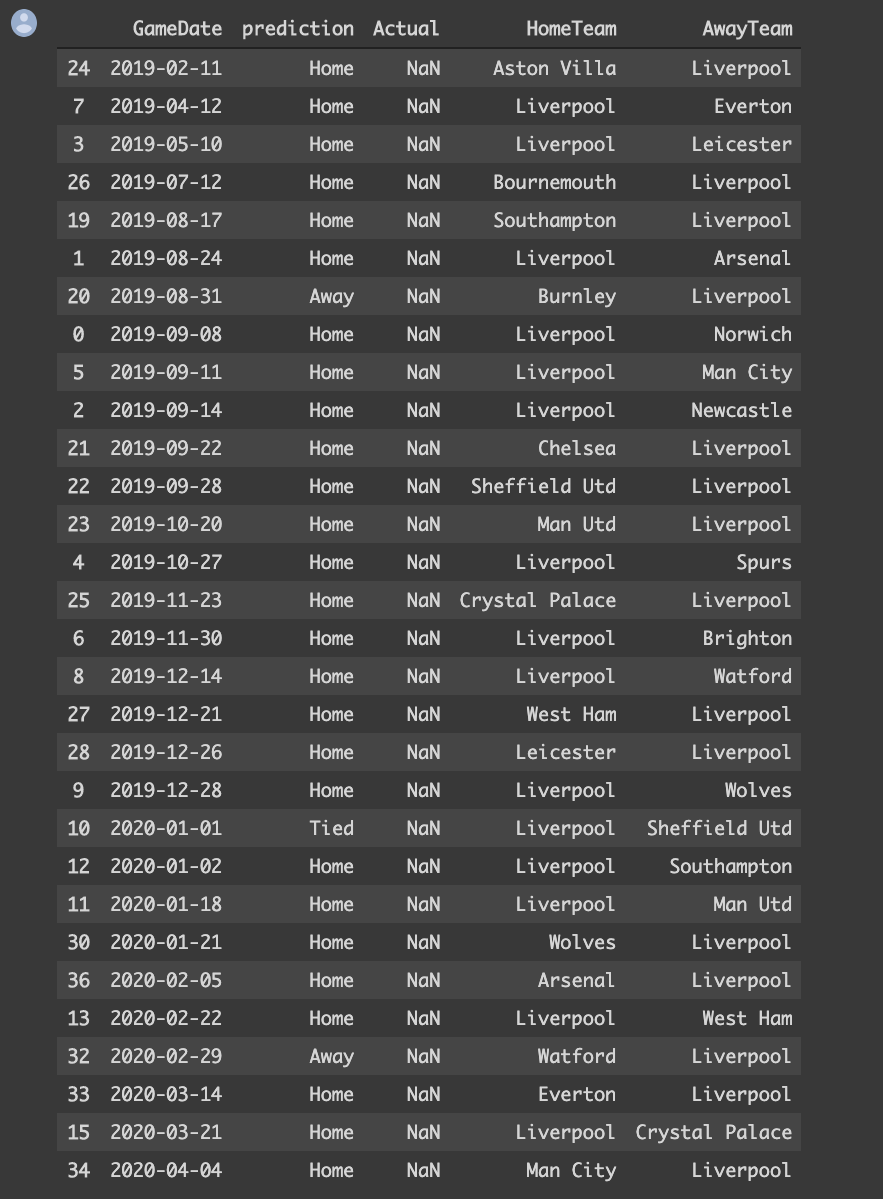 GameDate prediction Actual HomeTeam AwayTeam
24 2019-02-11 Home NaN Aston Villa Liverpool
7 2019-04-12 Home NaN Liverpool Everton
3 2019-05-10 Home NaN Liverpool Leicester
26 2019-07-12 Home NaN Bournemouth Liverpool
19 2019-08-17 Home NaN Southampton Liverpool
1 2019-08-24 Home NaN Liverpool Arsenal
20 2019-08-31 Away NaN Burnley Liverpool
0 2019-09-08 Home NaN Liverpool Norwich
5 2019-09-11 Home NaN Liverpool Man City
2 2019-09-14 Home NaN Liverpool Newcastle
21 2019-09-22 Home NaN Chelsea Liverpool
22 2019-09-28 Home NaN Sheffield Utd Liverpool
23 2019-10-20 Home NaN Man Utd Liverpool
4 2019-10-27 Home NaN Liverpool Spurs
25 2019-11-23 Home NaN Crystal Palace Liverpool
6 2019-11-30 Home NaN Liverpool Brighton
8 2019-12-14 Home NaN Liverpool Watford
27 2019-12-21 Home NaN West Ham Liverpool
28 2019-12-26 Home NaN Leicester Liverpool
9 2019-12-28 Home NaN Liverpool Wolves
10 2020-01-01 Tied NaN Liverpool Sheffield Utd
12 2020-01-02 Home NaN Liverpool Southampton
11 2020-01-18 Home NaN Liverpool Man Utd
30 2020-01-21 Home NaN Wolves Liverpool
36 2020-02-05 Home NaN Arsenal Liverpool
13 2020-02-22 Home NaN Liverpool West Ham
32 2020-02-29 Away NaN Watford Liverpool
33 2020-03-14 Home NaN Everton Liverpool
15 2020-03-21 Home NaN Liverpool Crystal Palace
34 2020-04-04 Home NaN Man City Liverpool